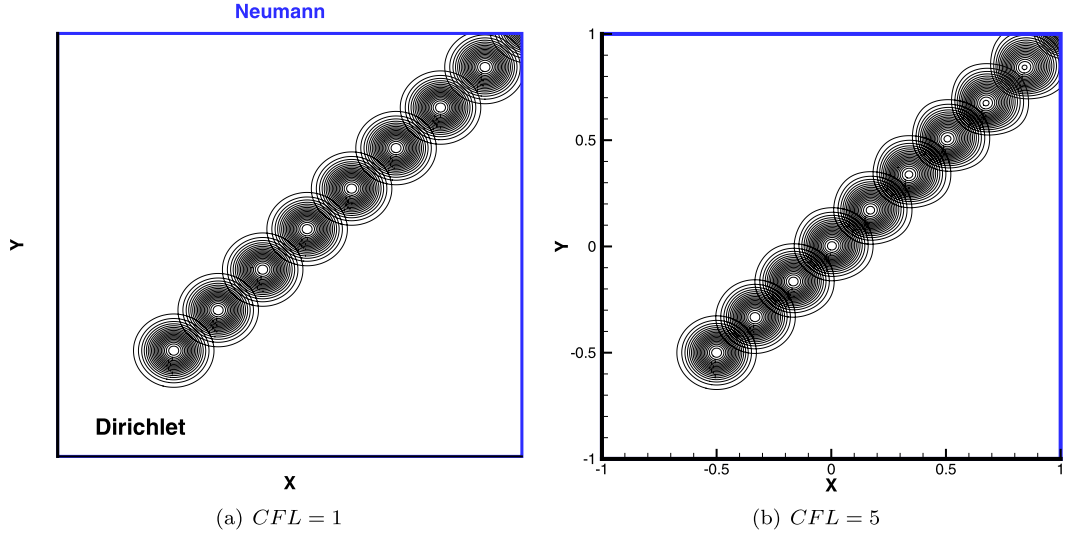 Neumann
Y
Dirichlet
X
(a) CFL = 1
1
0.5
0
-0.5
-1
Y
-1
-0.5
0
0.5
1
X
(b) CFL = 5